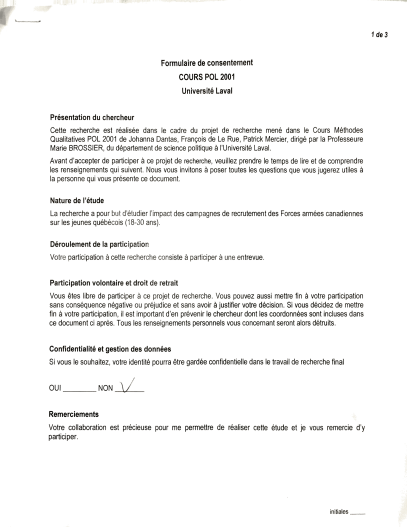 1 de 3
Formulaire de consentement
COURS POL 2001
Université Laval
Présentation du chercheur
Cette recherche est réalisée dans le cadre du projet de recherche mené dans le Cours Méthodes
Qualitatives POL 2001 de Johanna Dantas, François de Le Rue, Patrick Mercier, dirigé par la Professeure
Marie BROSSIER, du département de science politique à l'Université Laval.
Avant d'accepter de participer à ce projet de recherche, veuillez prendre le temps de lire et de comprendre
les renseignements qui suivent. Nous vous invitons à poser toutes les questions que vous jugerez utiles à
la personne qui vous présente ce document.
Nature de l'étude
La recherche a pour but d'étudier l'impact des campagnes de recrutement des Forces armées canadiennes
sur les jeunes québécois (18-30 ans).
Déroulement de la participation
Votre participation à cette recherche consiste à participer à une entrevue.
Participation volontaire et droit de retrait
Vous êtes libre de participer à ce projet de recherche. Vous pouvez aussi mettre fin à votre participation
sans conséquence négative ou préjudice et sans avoir à justifier votre décision. Si vous décidez de mettre
fin à votre participation, il est important d'en prévenir le chercheur dont les coordonnées sont incluses dans
ce document ci après. Tous les renseignements personnels vous concernant seront alors détruits.
Confidentialité et gestion des données
Si vous le souhaitez, votre identité pourra être gardée confidentielle dans le travail de recherche final
OUI ________ NON ___✓____
Remerciements
Votre collaboration est précieuse pour me permettre de réaliser cette étude et je vous remercie d'y
participer.
initiales ____